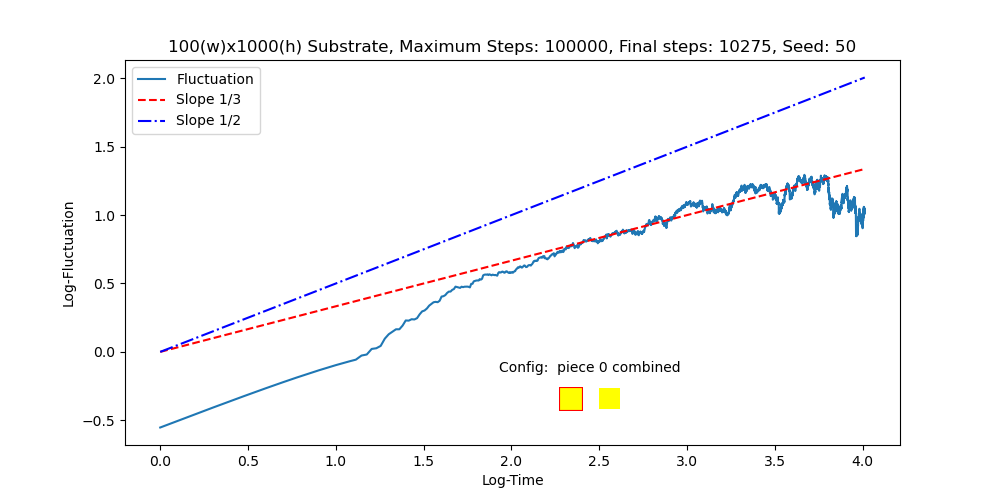 100(w)x1000(h) Substrate, Maximum Steps: 100000, Final steps: 10275, Seed: 50
Fluctuation
Slope 1/3
Slope 1/2
2.0
1.5
1.0
0.5
0.0
−0.5
Log-Fluctuation
Config:  piece 0 combined
0.0 0.5 1.0 1.5 2.0 2.5 3.0 3.5 4.0
Log-Time